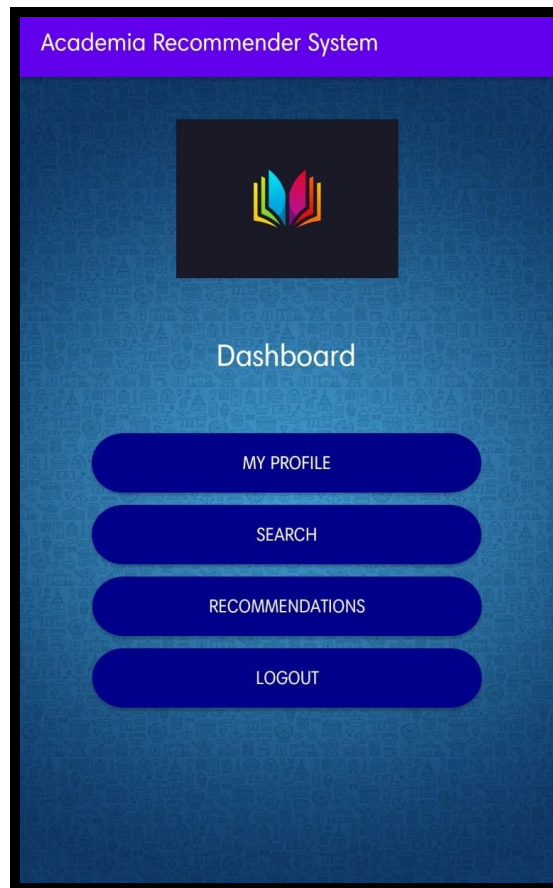 Academia Recommender System
Dashboard
MY PROFILE
SEARCH
RECOMMENDATIONS
LOGOUT